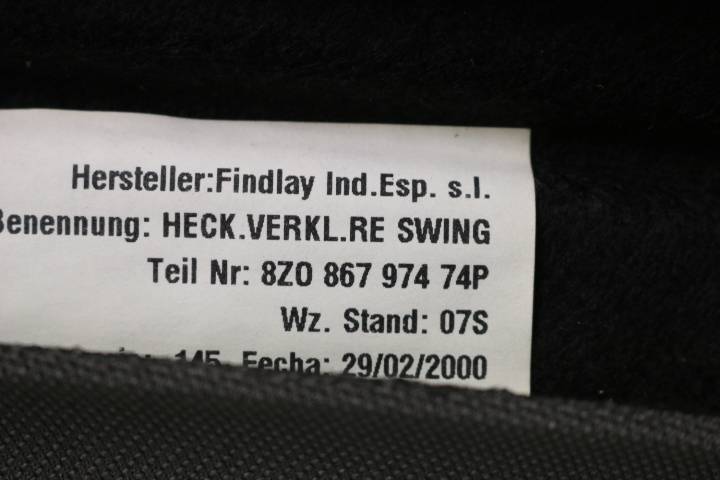 Hersteller:Findlay Ind.Esp. s.l.
Benennung: HECK.VERKL.RE SWING
Teil Nr: 8Z0 867 974 74P
Wz. Stand: 07S
145 Fecha: 29/02/2000